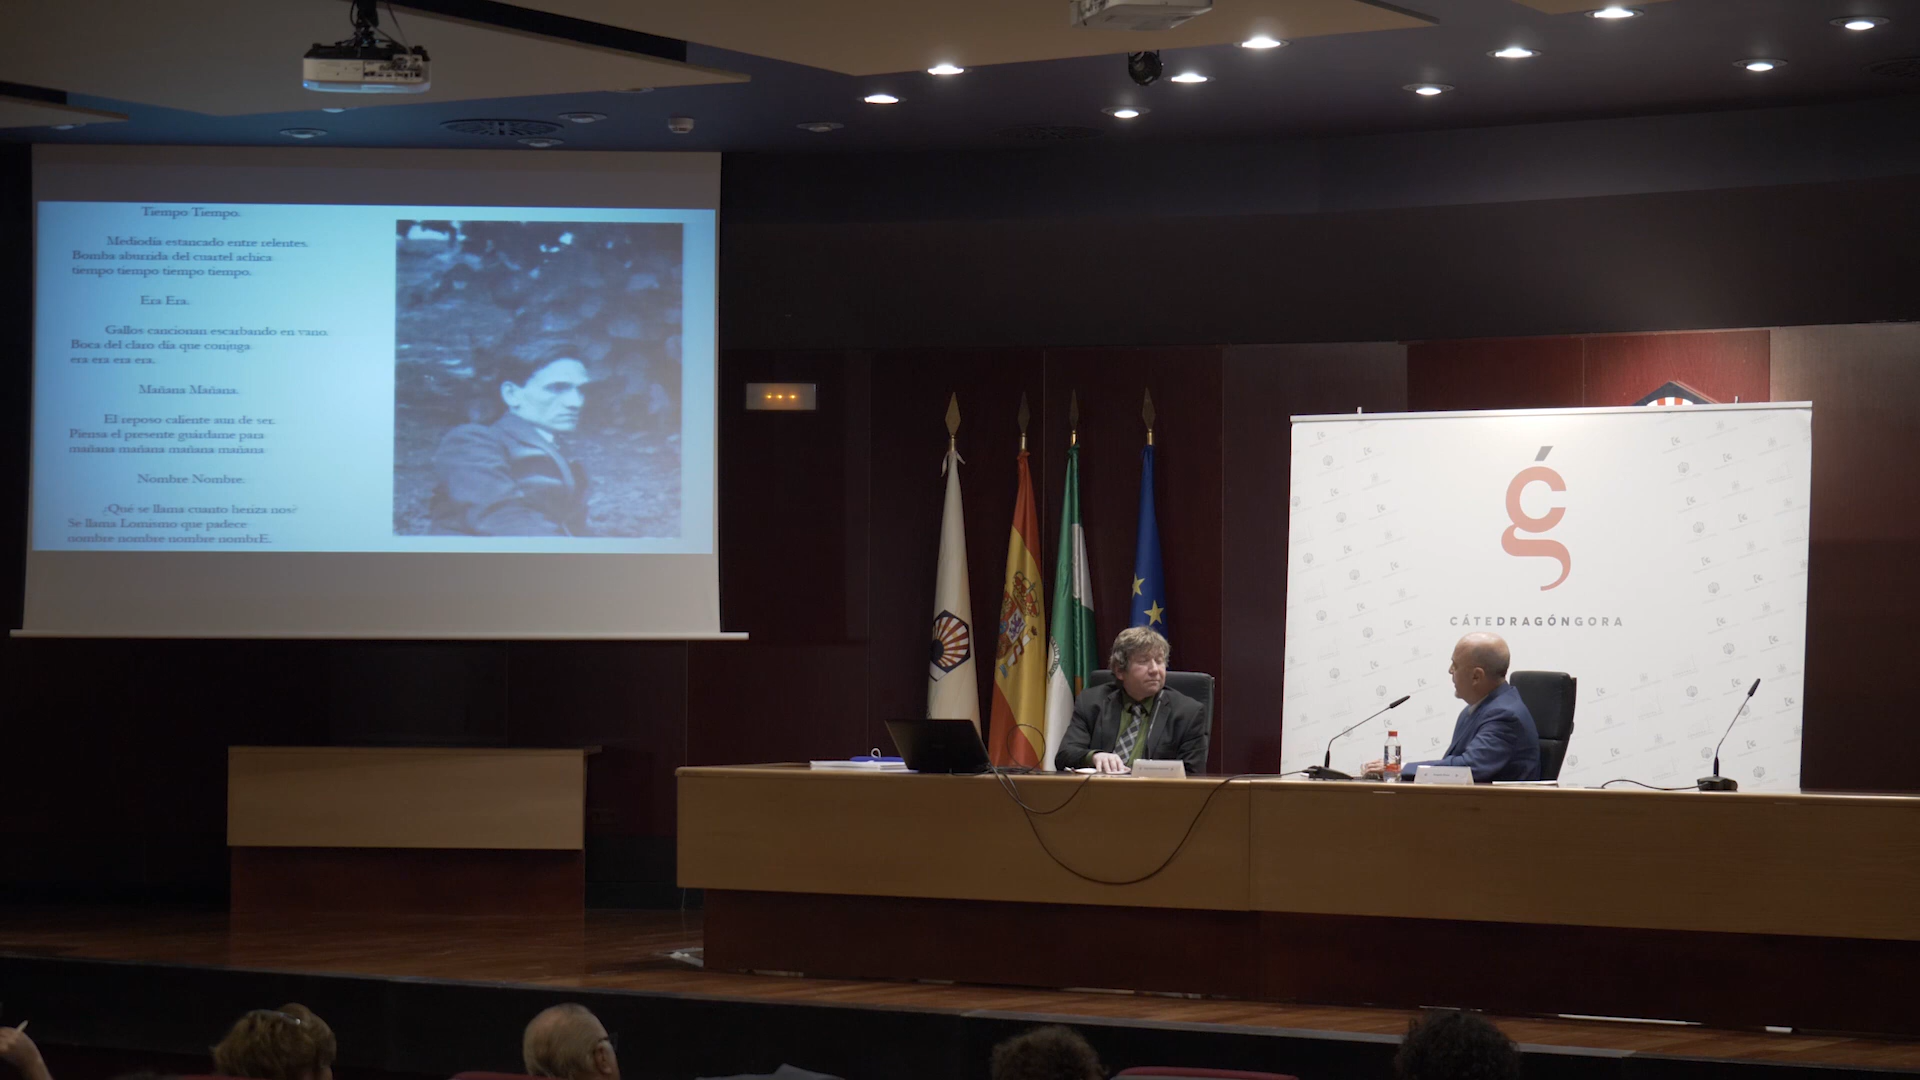 Tiempo Tiempo.
Mediodía estancado entre relentes.
Bomba aburrida del cuartel achica
tiempo tiempo tiempo tiempo.
Era Era.
Gallos cancionan escarbando en vano.
Boca del claro día que conjuga
era era era era.
Mañana Mañana.
El reposo caliente aun de ser.
Piensa el presente guárdame para
mañana mañana mañana mañana
Nombre Nombre.
¿Qué se llama cuanto heriza nos?
Se llama Lomismo que padece
nombre nombre nombre nombrE.
CÁTEDRAGÓNGORA